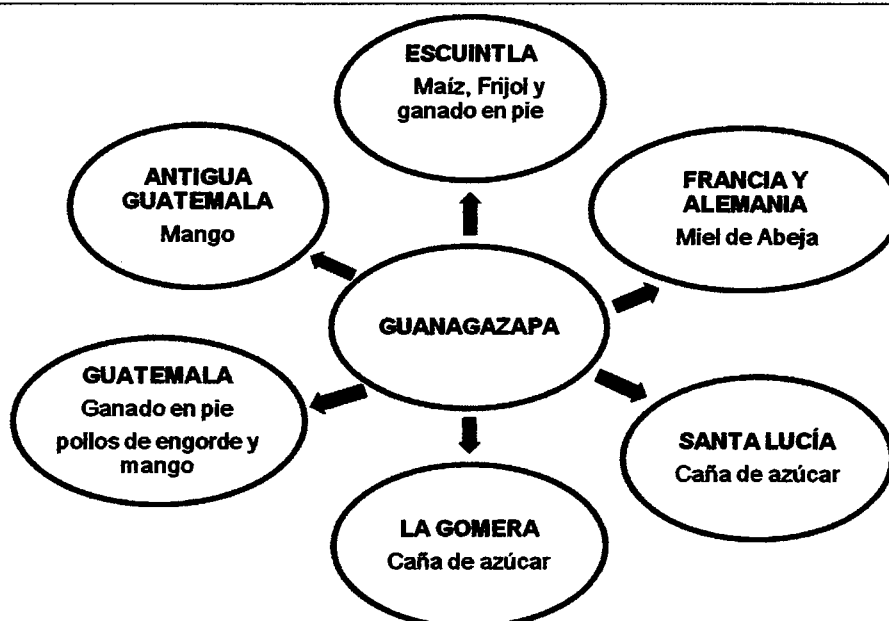 ESCUINTLA
Maíz, Frijol y
ganado en pie
ANTIGUA
GUATEMALA
Mango
FRANCIA Y
ALEMANIA
Miel de Abeja
GUANAGAZAPA
GUATEMALA
Ganado en pie
pollos de engorde y
mango
SANTA LUCÍA
Caña de azúcar
LA GOMERA
Caña de azúcar